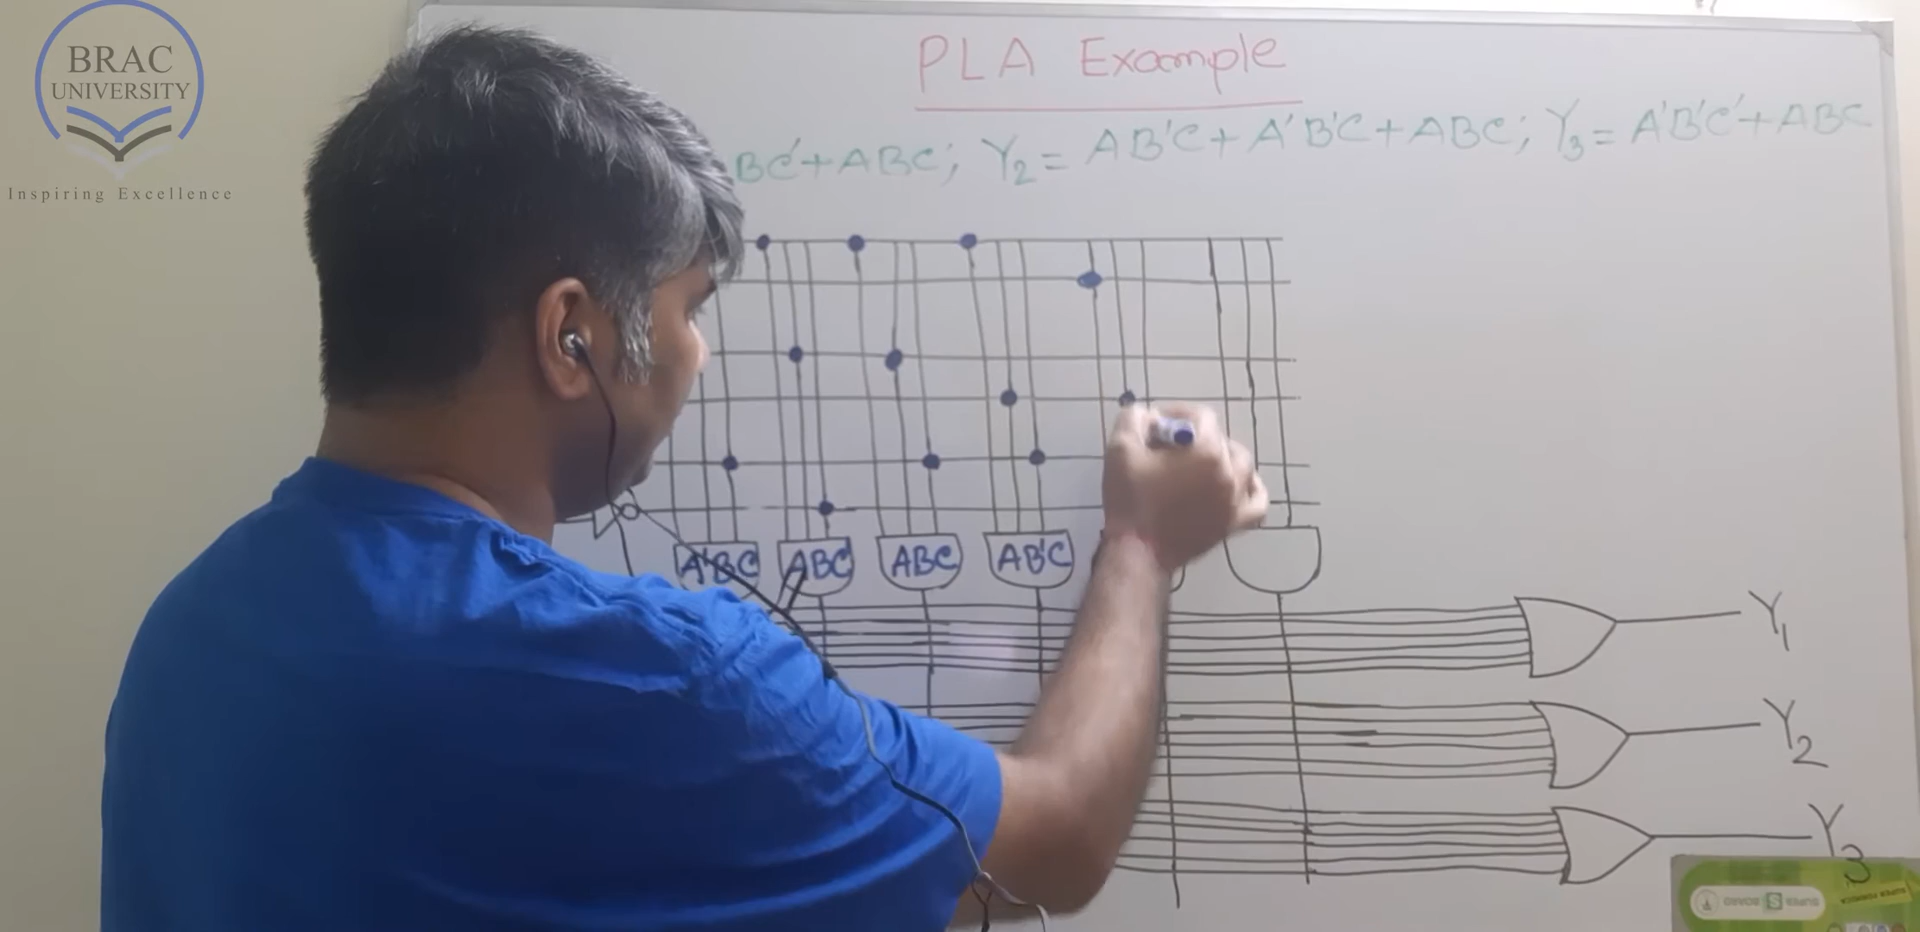 BRAC
UNIVERSITY
Inspiring Excellence
PLA Example
BC'+ABC; Y2 = AB'C+A'B'C+ABC; Y3 = A'B'C'+ABC
A'BC ABC' ABC AB'C
Y1
Y2
Y3